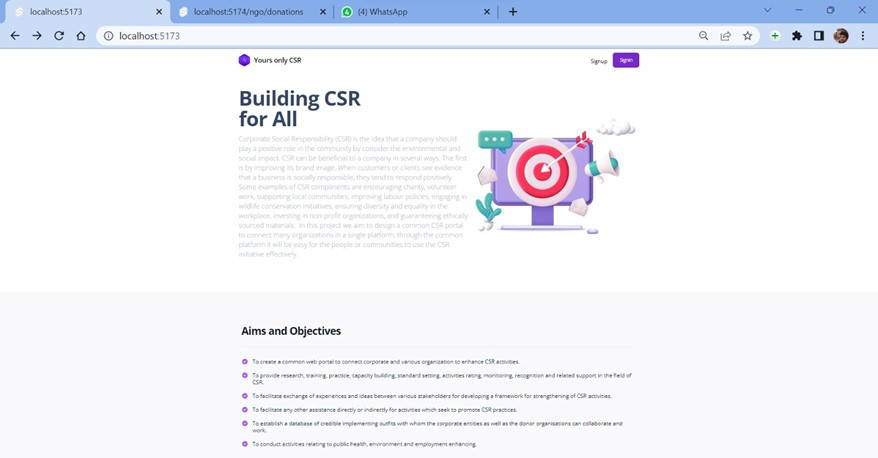 localhost:5173
localhost:5174/ngo/donations
4
(4) WhatsApp
localhost:5173
Yours only CSR
Signup
Signin
Building CSR
for All
Corporate Social Responsibility (CSR) is the idea that a company should
play a positive role in the community by consider the environmental and
social impact. CSR can be beneficial to a company in several ways. The first
is by improving its brand image. When customers or clients see evidence
that a business is socially responsible, they tend to respond positively.
Some examples of CSR components are encouraging charity, volunteer
work, supporting local communities, improving labour policies, engaging in
wildlife conservation initiatives, ensuring diversity and equality in the
workplace, investing in non-profit organizations, and guaranteeing ethically
sourced materials. In this project we aim to design a common CSR portal
to connect many organizations in a single platform, through the common
platform it will be easy for the people or communities to use the CSR
initiative effectively.
Aims and Objectives
To create a common web portal to connect corporate and various organization to enhance CSR activities.
To provide research, training, practice, capacity building, standard setting, activities rating, monitoring, recognition and related support in the field of
CSR.
To facilitate exchange of experiences and ideas between various stakeholders for developing a framework for strengthening of CSR activities.
To facilitate any other assistance directly or indirectly for activities which seek to promote CSR practices.
To establish a database of credible implementing outfits with whom the corporate entities as well as the donor organisations can collaborate and
work.
To conduct activities relating to public health, environment and employment enhancing.